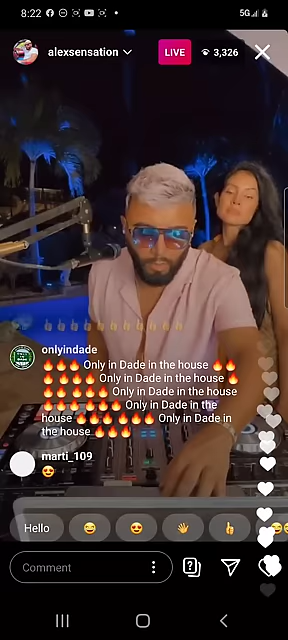 8:22
5G
alexsensation
LIVE
3,326
onlyindade
🔥🔥🔥 Only in Dade in the house 🔥🔥
🔥🔥🔥🔥 Only in Dade in the house 🔥
🔥🔥🔥🔥🔥 Only in Dade in the house
🔥🔥🔥🔥🔥🔥 Only in Dade in the
house 🔥🔥🔥🔥🔥🔥 Only in Dade in
the house 🔥🔥🔥
marti_109
😍
Hello
Comment